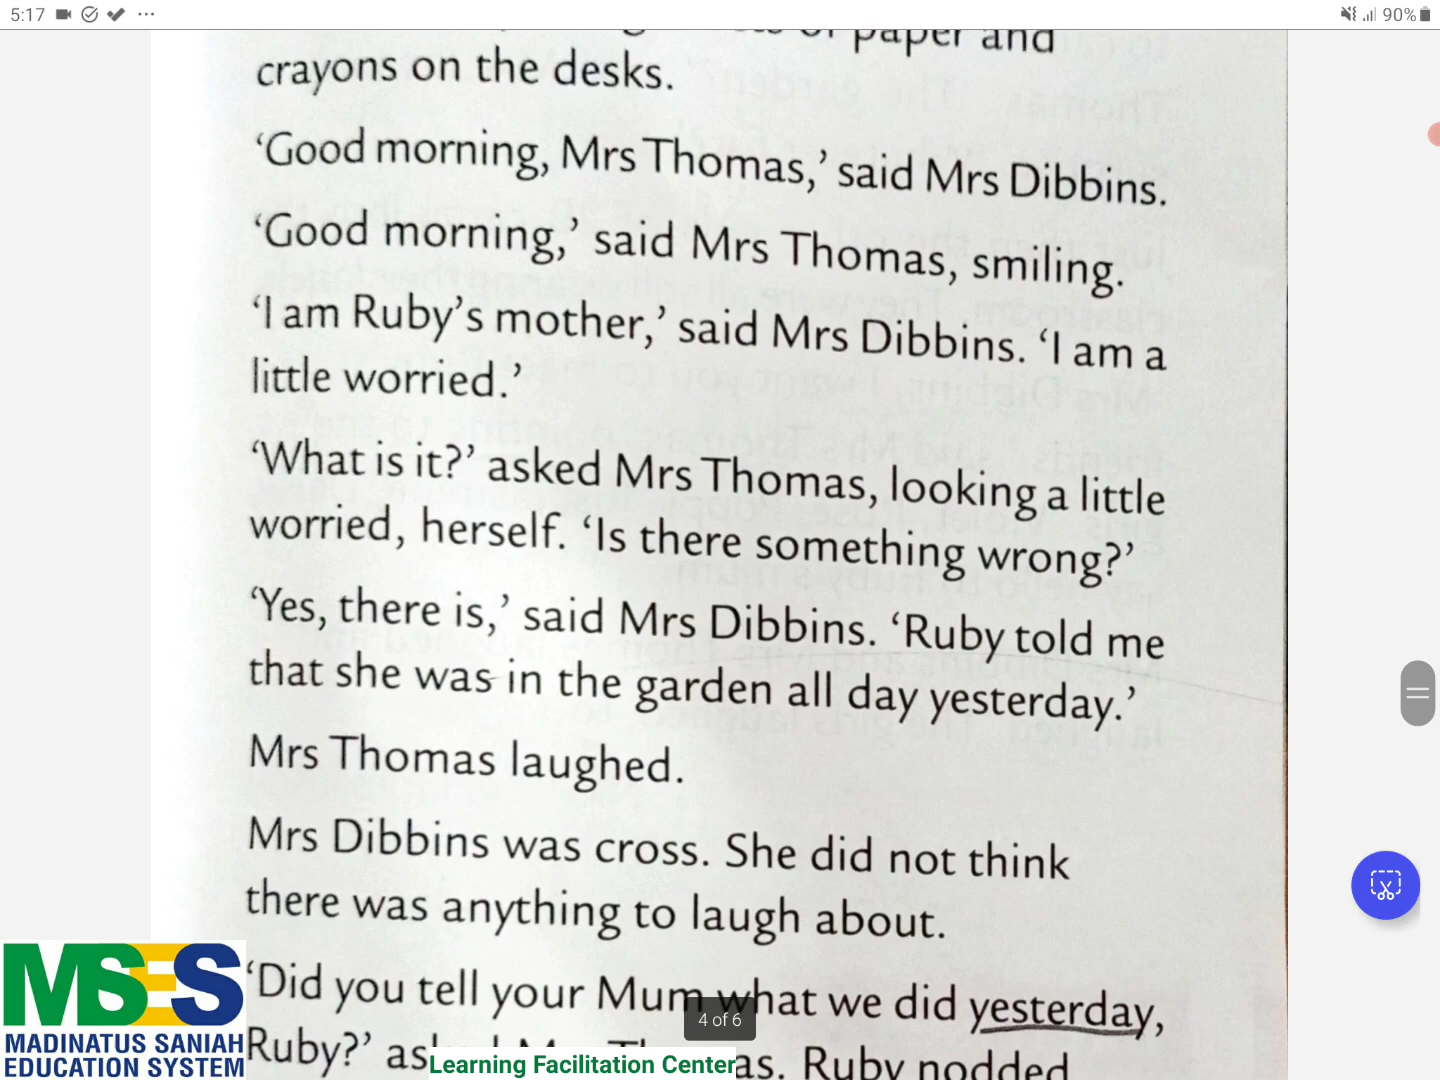 5:17 ... 90%
paper and
crayons on the desks.
‘Good morning, Mrs Thomas,’ said Mrs Dibbins.
‘Good morning,’ said Mrs Thomas, smiling.
‘I am Ruby’s mother,’ said Mrs Dibbins. ‘I am a
little worried.’
‘What is it?’ asked Mrs Thomas, looking a little
worried, herself. ‘Is there something wrong?’
‘Yes, there is,’ said Mrs Dibbins. ‘Ruby told me
that she was in the garden all day yesterday.’
Mrs Thomas laughed.
Mrs Dibbins was cross. She did not think
there was anything to laugh about.
‘Did you tell your Mum what we did yesterday,
Ruby?’ Ruby nodded
4 of 6
MSES
MADINATUS SANIAH
EDUCATION SYSTEM
Learning Facilitation Center